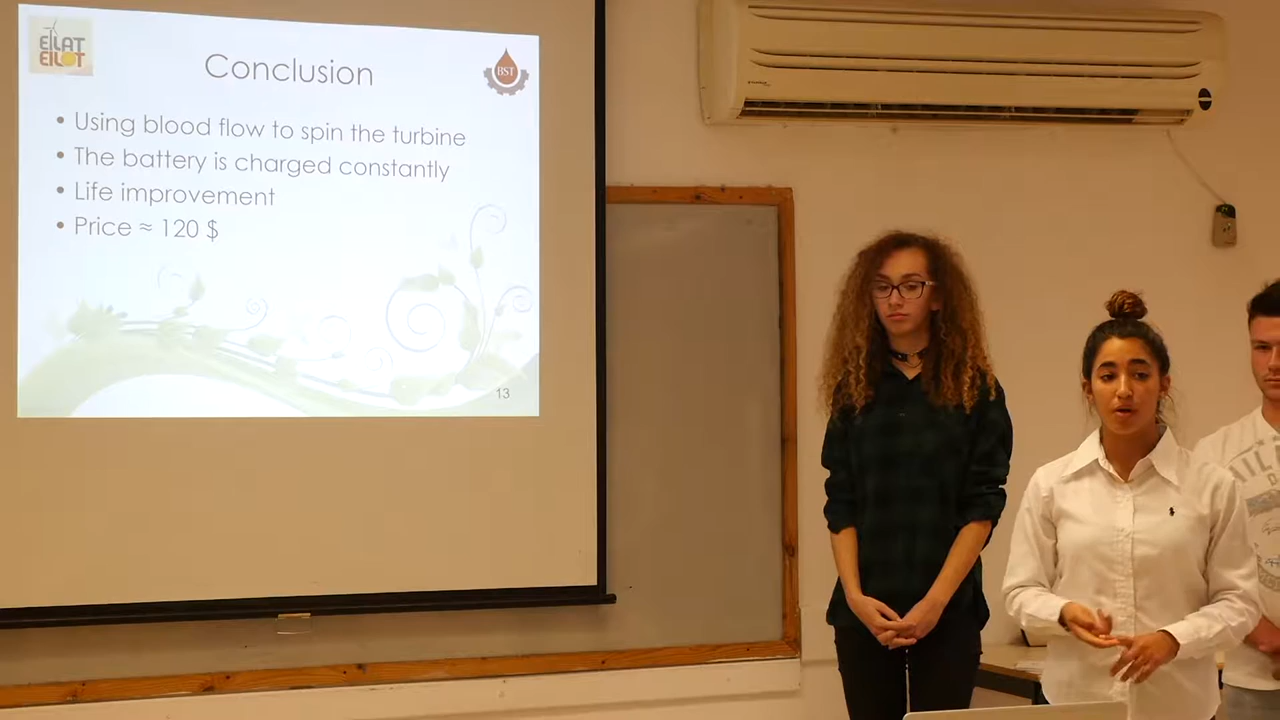 EILAT
EILOT
Conclusion
BST
• Using blood flow to spin the turbine
• The battery is charged constantly
• Life improvement
• Price ≈ 120 $
13